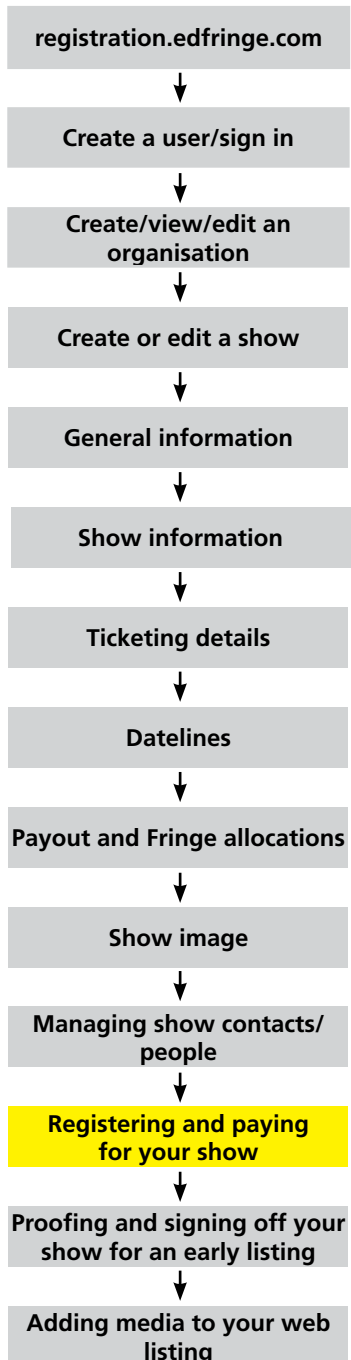 registration.edfringe.com
Create a user/sign in
Create/view/edit an
organisation
Create or edit a show
General information
Show information
Ticketing details
Datelines
Payout and Fringe allocations
Show image
Managing show contacts/
people
Registering and paying
for your show
Proofing and signing off your
show for an early listing
Adding media to your web
listing